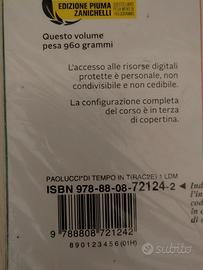 EDIZIONE PIUMA
ZANICHELLI
Questo volume
pesa 960 grammi
L'accesso alle risorse digitali
protette è personale, non
condivisibile e non cedibile.
La configurazione completa
del corso è in terza
di copertina.
PAOLUCCI*DI TEMPO IN T(RAC2E) 1 LDM
ISBN 978-88-08-72124-2
9 788808 721242
890123456 (01H)
subito